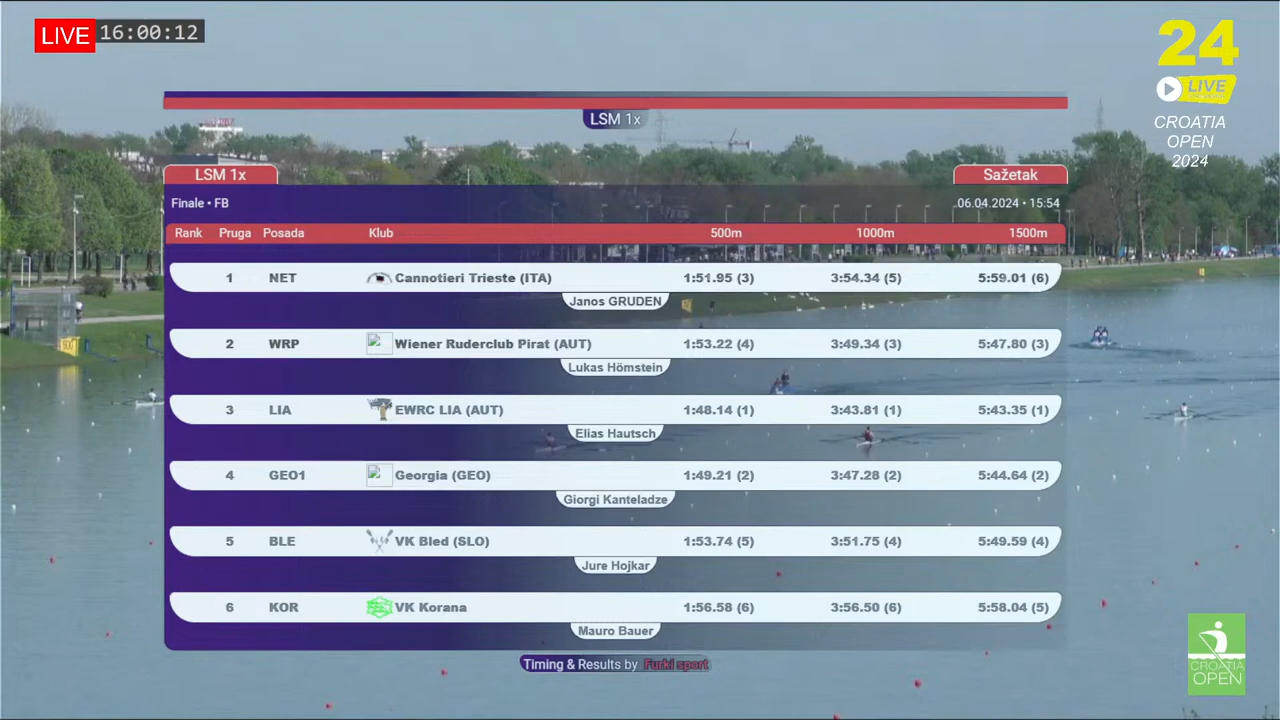 LIVE 16:00:12
24
LIVE
CROATIA
OPEN
2024
LSM 1x
LSM 1x Sažetak
Finale • FB 06.04.2024 • 15:54
Rank Pruga Posada Klub 500m 1000m 1500m
1 NET Cannotieri Trieste (ITA) 1:51.95 (3) 3:54.34 (5) 5:59.01 (6)
Janos GRUDEN
2 WRP Wiener Ruderclub Pirat (AUT) 1:53.22 (4) 3:49.34 (3) 5:47.80 (3)
Lukas Hömstein
3 LIA EWRC LIA (AUT) 1:48.14 (1) 3:43.81 (1) 5:43.35 (1)
Elias Hautsch
4 GEO1 Georgia (GEO) 1:49.21 (2) 3:47.28 (2) 5:44.64 (2)
Giorgi Kanteladze
5 BLE VK Bled (SLO) 1:53.74 (5) 3:51.75 (4) 5:49.59 (4)
Jure Hojkar
6 KOR VK Korana 1:56.58 (6) 3:56.50 (6) 5:58.04 (5)
Mauro Bauer
Timing & Results by Furki sport
CROATIA
OPEN